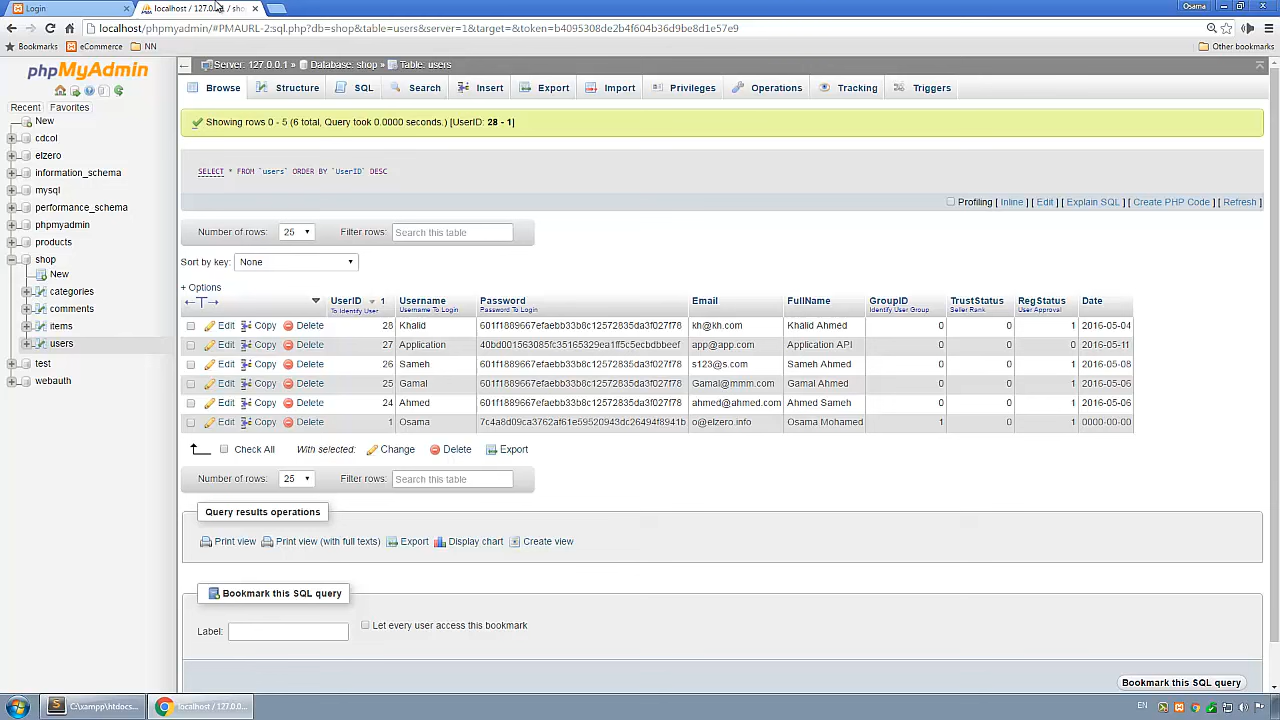 Login
localhost / 127.0.0.1 / sho
Osama
localhost/phpmyadmin/#PMAURL-2:sql.php?db=shop&table=users&server=1&target=&token=b4095308de2b4f604b36d9be8d1e57e9
Bookmarks eCommerce NN Other bookmarks
phpMyAdmin
Recent Favorites
New
cdcol
elzero
information_schema
mysql
performance_schema
phpmyadmin
products
shop
New
categories
comments
items
users
test
webauth
Server: 127.0.0.1 » Database: shop » Table: users
Browse Structure SQL Search Insert Export Import Privileges Operations Tracking Triggers
Showing rows 0 - 5 (6 total, Query took 0.0000 seconds.) [UserID: 28 - 1]
SELECT * FROM `users` ORDER BY `UserID` DESC
Profiling [ Inline ] [ Edit ] [ Explain SQL ] [ Create PHP Code ] [ Refresh ]
Number of rows: 25 Filter rows: Search this table
Sort by key: None
+ Options
←T→ UserID 1 Username Password Email FullName GroupID TrustStatus RegStatus Date
To Identify User Username To Login Password To Login Identify User Group Seller Rank User Approval
Edit Copy Delete 28 Khalid 601f1889667efaebb33b8c12572835da3f027f78 kh@kh.com Khalid Ahmed 0 0 1 2016-05-04
Edit Copy Delete 27 Application 40bd001563085fc35165329ea1ff5c5ecbdbbeef app@app.com Application API 0 0 0 2016-05-11
Edit Copy Delete 26 Sameh 601f1889667efaebb33b8c12572835da3f027f78 s123@s.com Sameh Ahmed 0 0 1 2016-05-08
Edit Copy Delete 25 Gamal 601f1889667efaebb33b8c12572835da3f027f78 Gamal@mmm.com Gamal Ahmed 0 0 1 2016-05-06
Edit Copy Delete 24 Ahmed 601f1889667efaebb33b8c12572835da3f027f78 ahmed@ahmed.com Ahmed Sameh 0 0 1 2016-05-06
Edit Copy Delete 1 Osama 7c4a8d09ca3762af61e59520943dc26494f8941b o@elzero.info Osama Mohamed 1 0 1 0000-00-00
Check All With selected: Change Delete Export
Number of rows: 25 Filter rows: Search this table
Query results operations
Print view Print view (with full texts) Export Display chart Create view
Bookmark this SQL query
Label: Let every user access this bookmark
Bookmark this SQL query
C:\xampp\htdocs... localhost / 127.0.0... EN